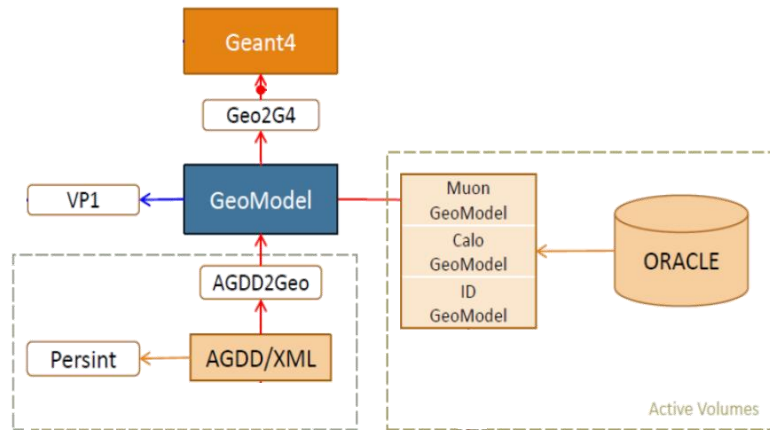 Geant4
Geo2G4
VP1
GeoModel
Muon
GeoModel
Calo
GeoModel
ID
GeoModel
ORACLE
AGDD2Geo
Persint
AGDD/XML
Active Volumes